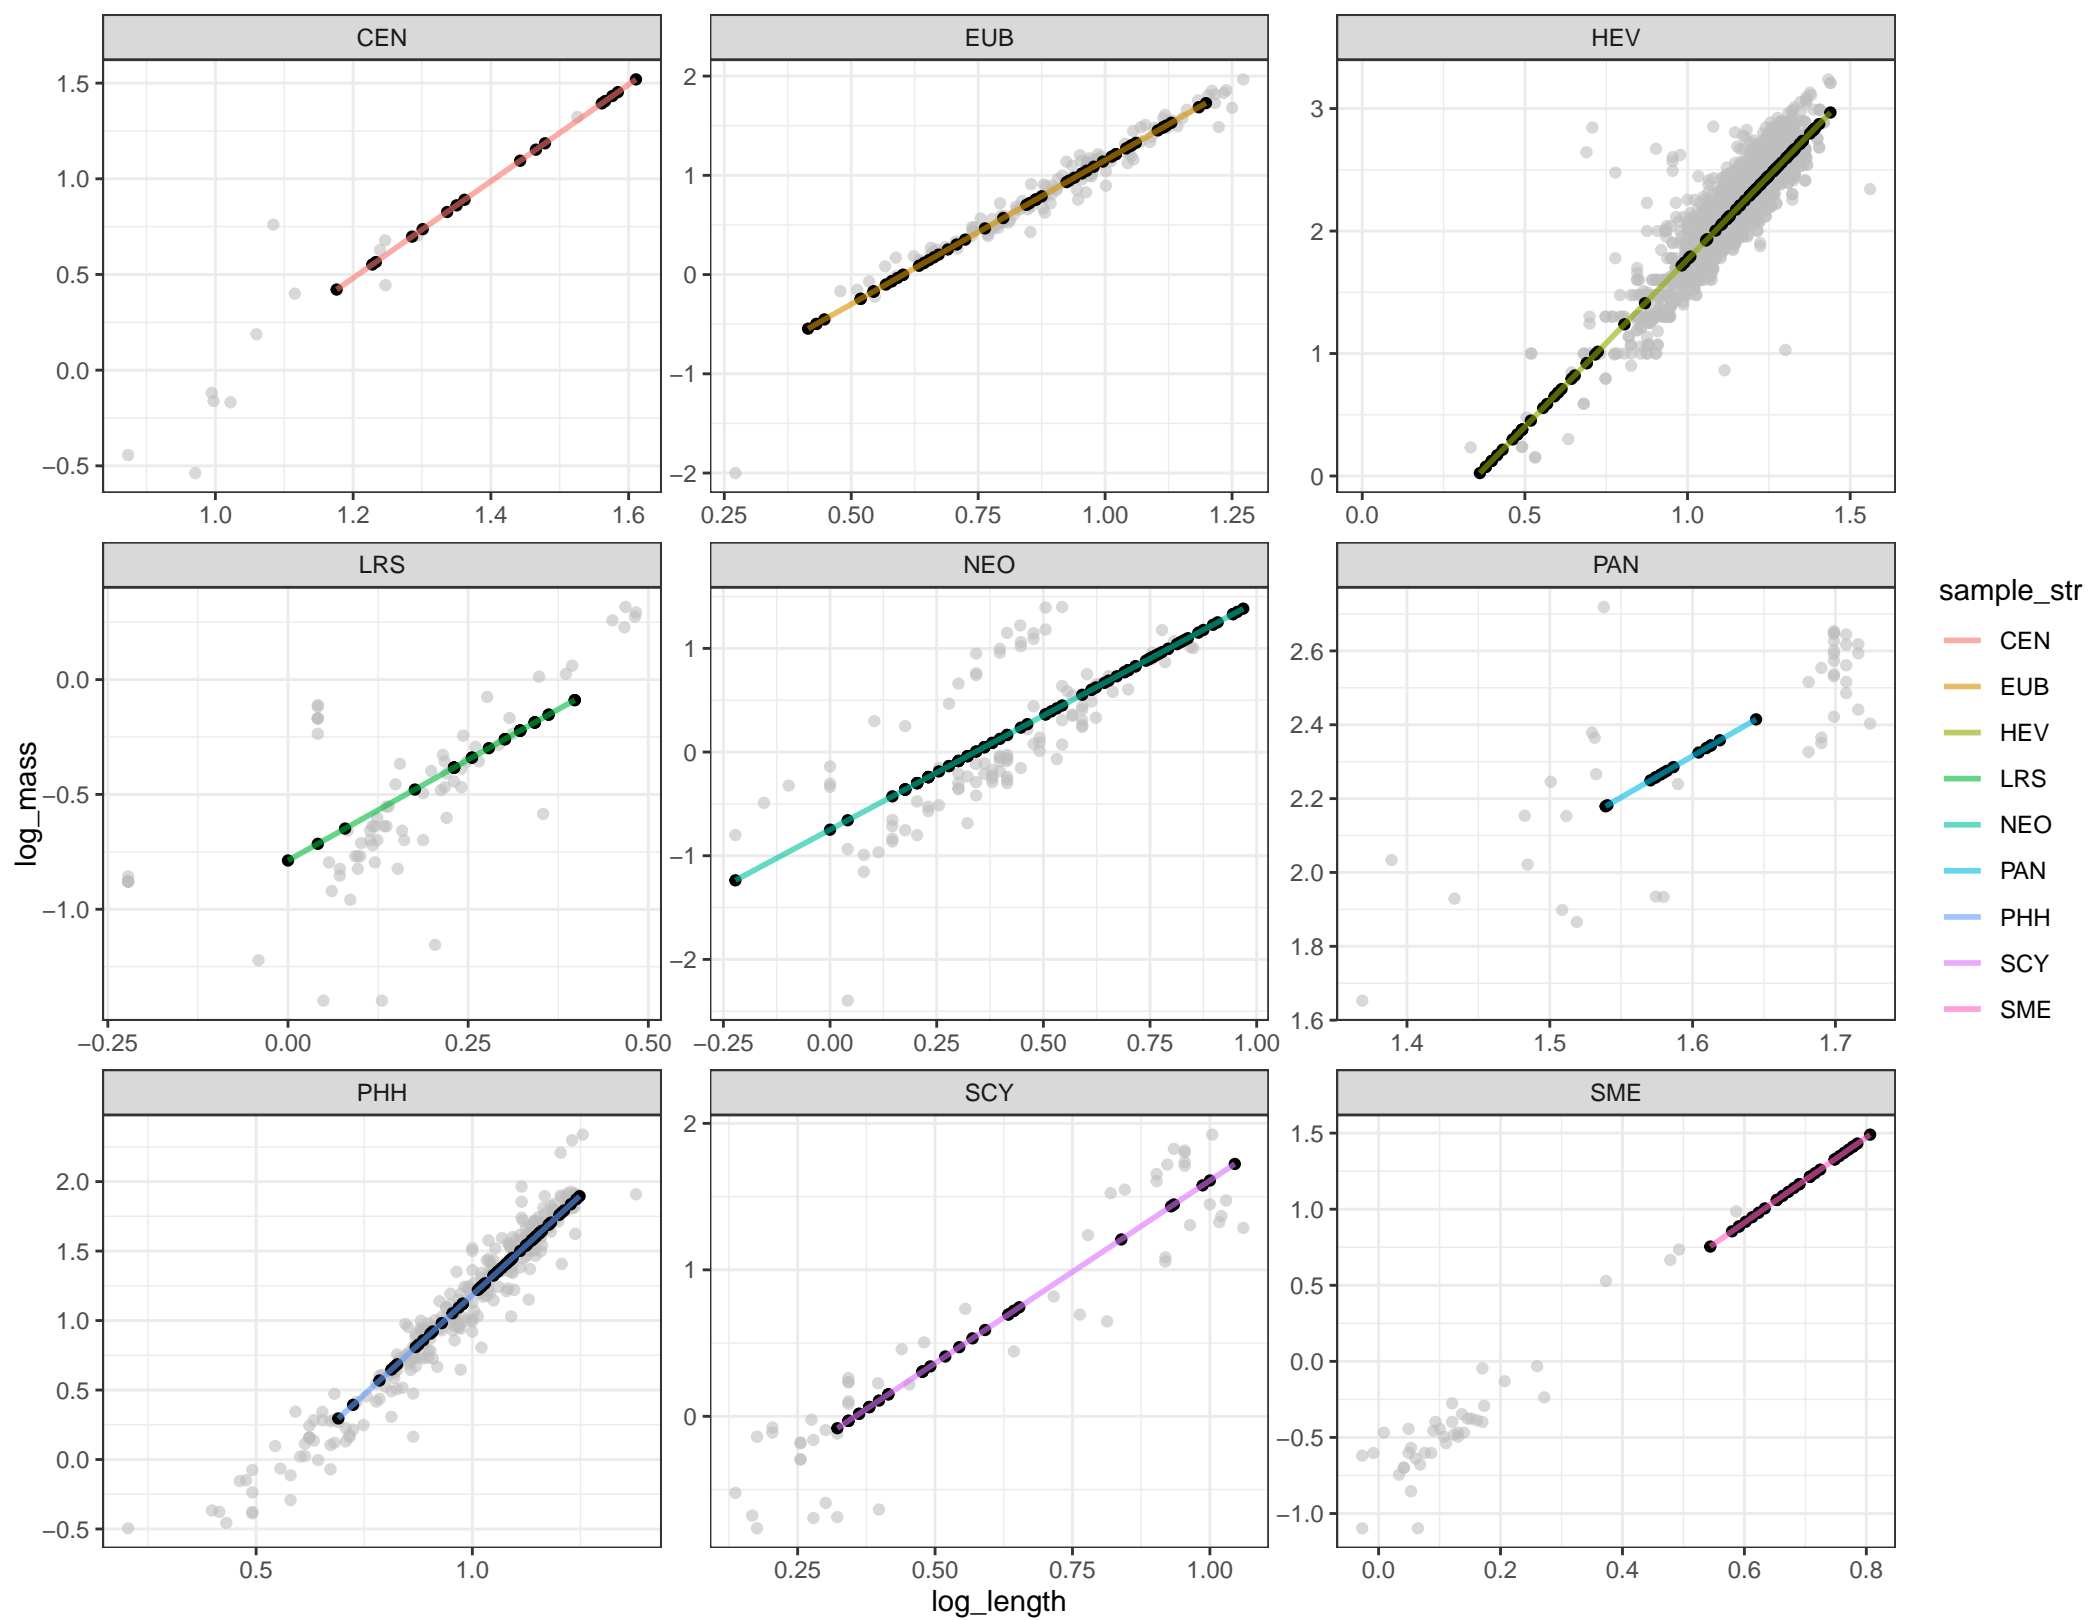 CEN EUB HEV
1.5
1.0
0.5
0.0
−0.5
1.0 1.2 1.4 1.6
2
1
0
−1
−2
0.25 0.50 0.75 1.00 1.25
3
2
1
0
0.0 0.5 1.0 1.5
LRS NEO PAN
0.0
−0.5
−1.0
−0.25 0.00 0.25 0.50
1
0
−1
−2
−0.25 0.00 0.25 0.50 0.75 1.00
2.6
2.4
2.2
2.0
1.8
1.6
1.4 1.5 1.6 1.7
PHH SCY SME
2.0
1.5
1.0
0.5
0.0
−0.5
0.5 1.0
2
1
0
0.25 0.50 0.75 1.00
1.5
1.0
0.5
0.0
−0.5
−1.0
0.0 0.2 0.4 0.6 0.8
log_mass
log_length
sample_str
CEN
EUB
HEV
LRS
NEO
PAN
PHH
SCY
SME